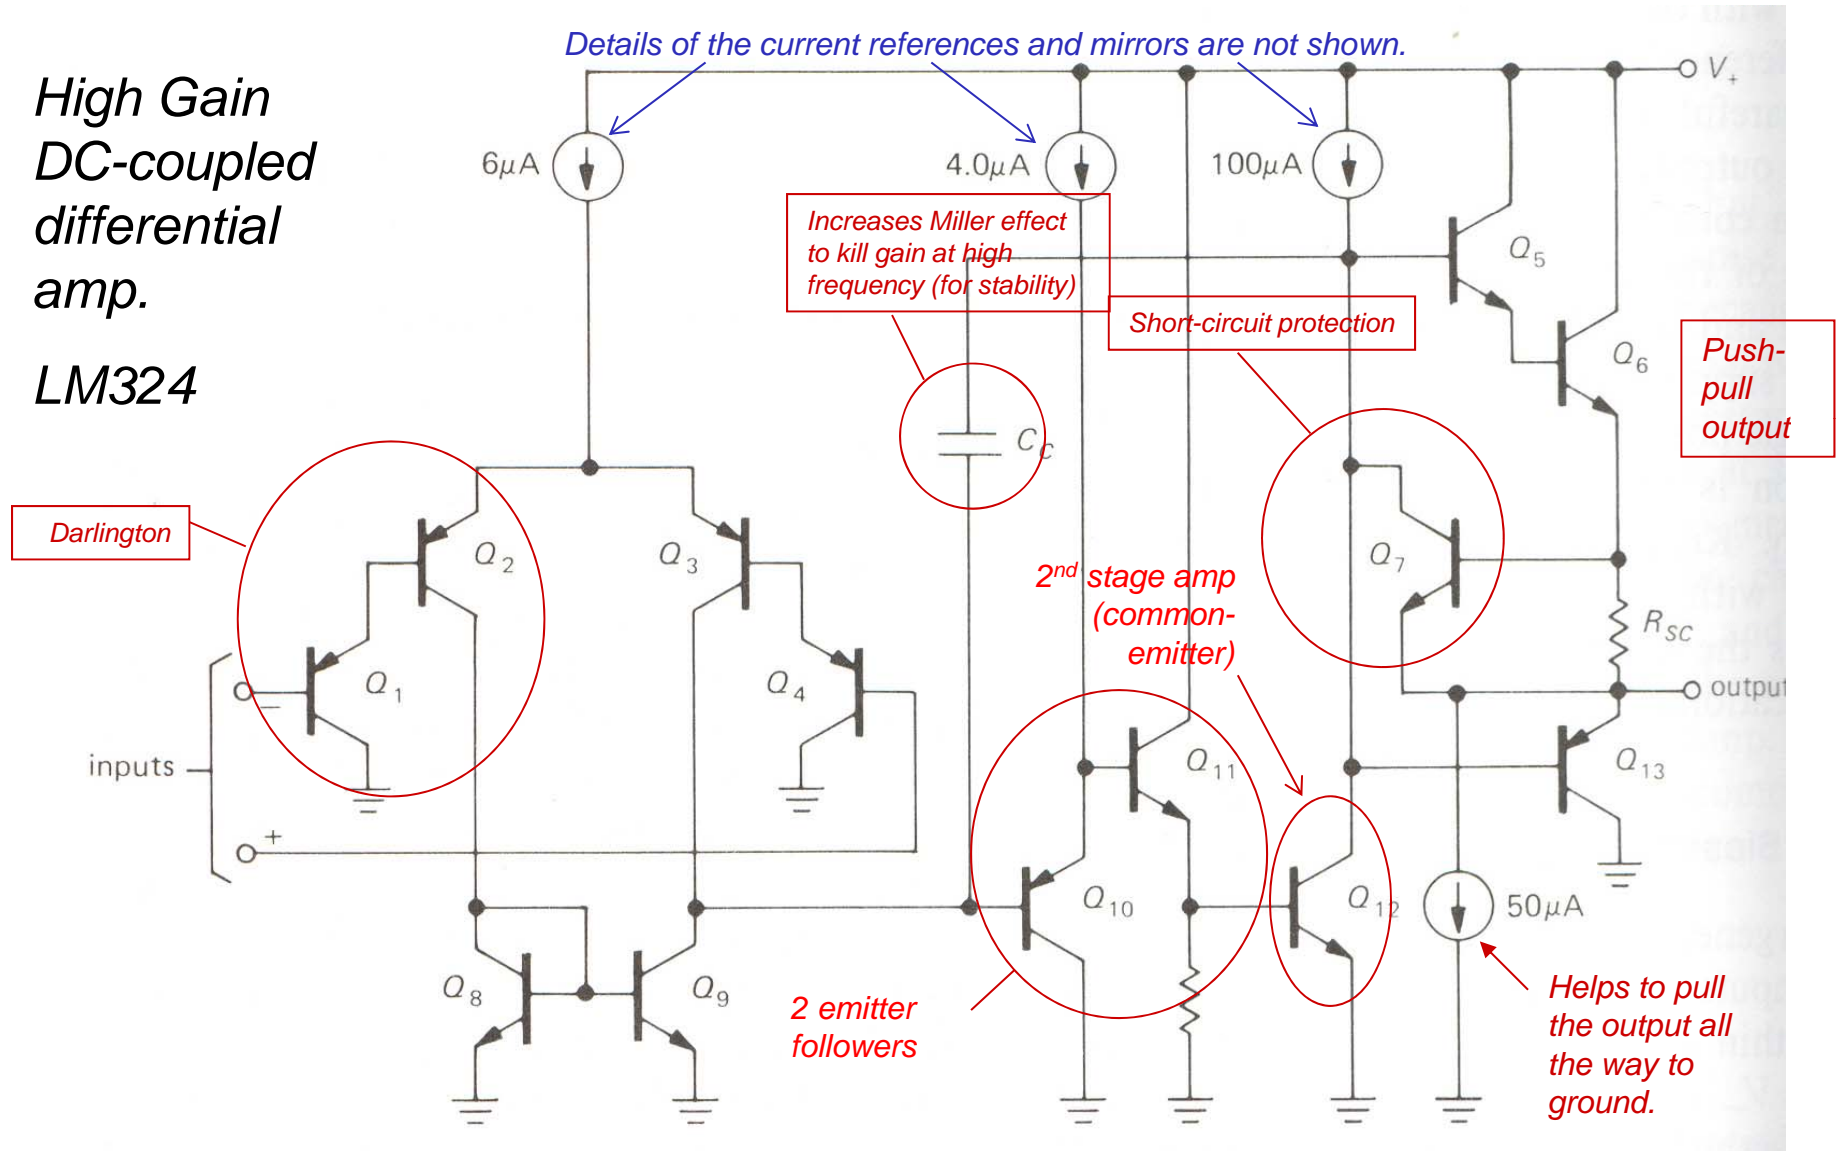 Details of the current references and mirrors are not shown.
High Gain
DC-coupled
differential
amp.
LM324
V+
6μA
4.0μA
100μA
Increases Miller effect
to kill gain at high
frequency (for stability)
Short-circuit protection
Q5
Q6
Push-
pull
output
CC
Darlington
Q2
Q3
Q7
2nd stage amp
(common-
emitter)
RSC
Q1
Q4
output
−
inputs
+
Q11
Q13
Q10
Q12
50μA
Q8
Q9
2 emitter
followers
Helps to pull
the output all
the way to
ground.